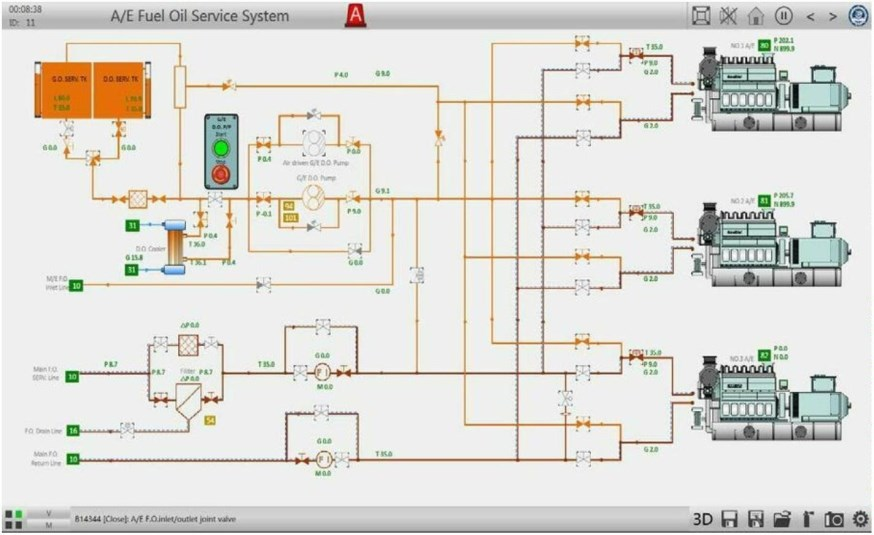 00:08:38
ID: 11
A/E Fuel Oil Service System
A
G.O. SERV. TK
D.O. SERV. TK
G 0.0
G 0.0
P 4.0
G 9.0
Start
Air driven G/E D.O. Pump
G/E D.O. Pump
P 0.4
P 0.0
P -0.1
P 9.0
94
101
G 9.1
G 0.0
31
D.O. Cooler
G 15.8
31
T 36.0
P 0.4
T 36.1
M/E F.O.
Inlet Line
10
G 0.0
ΔP 0.0
P 8.7
Main F.O.
SERV. Line
10
P 8.7
Filter
P 8.7
ΔP 0.0
T 35.0
G 0.0
F I
M 0.0
54
F.O. Drain Line
16
Main F.O.
Return Line
10
G 0.0
F I
M 0.0
T 35.0
T 35.0
P 9.0
G 2.0
G 2.0
NO.1 A/E
80
P 202.1
N 899.9
T 35.0
P 9.0
G 2.0
G 2.0
NO.2 A/E
81
P 205.7
N 899.9
T 35.0
P 9.0
G 2.0
G 2.0
NO.3 A/E
82
P 0.0
N 0.0
V
M
B14344 [Close]: A/E F.O.inlet/outlet joint valve
3D